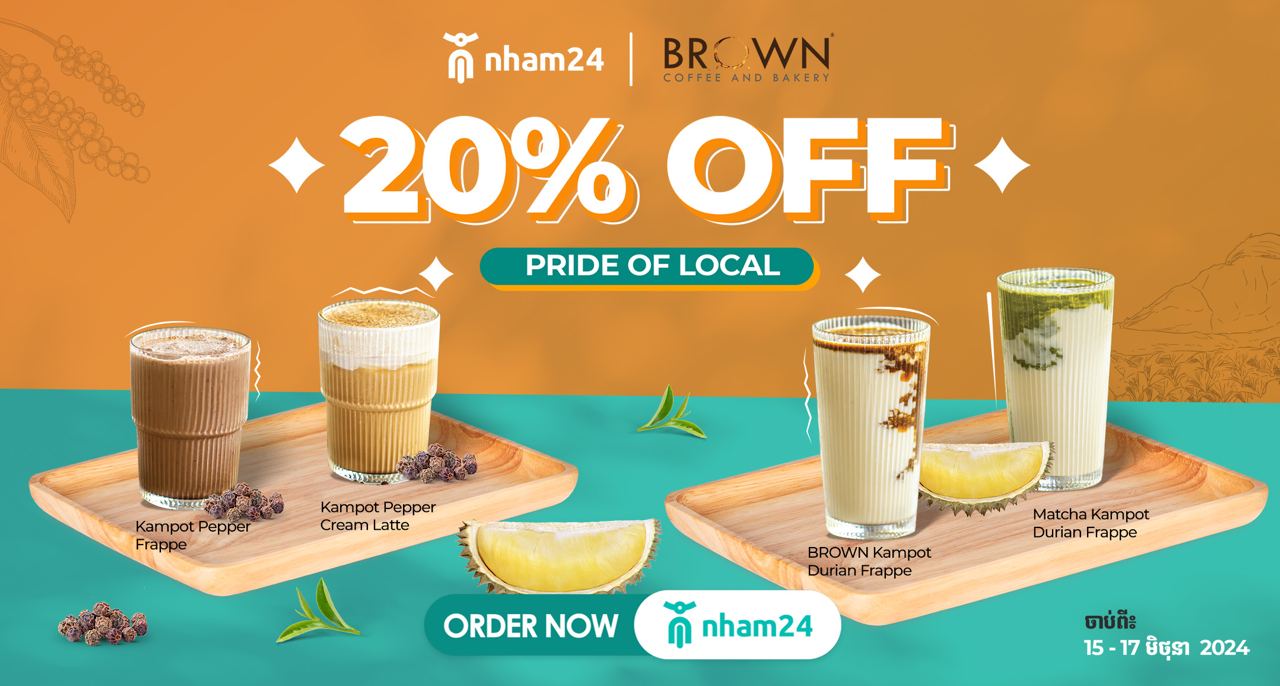 nham24 | BROWN
COFFEE AND BAKERY
20% OFF
PRIDE OF LOCAL
Kampot Pepper
Frappe
Kampot Pepper
Cream Latte
BROWN Kampot
Durian Frappe
Matcha Kampot
Durian Frappe
ORDER NOW nham24
ចាប់ពី៖
15 - 17 មិថុនា 2024